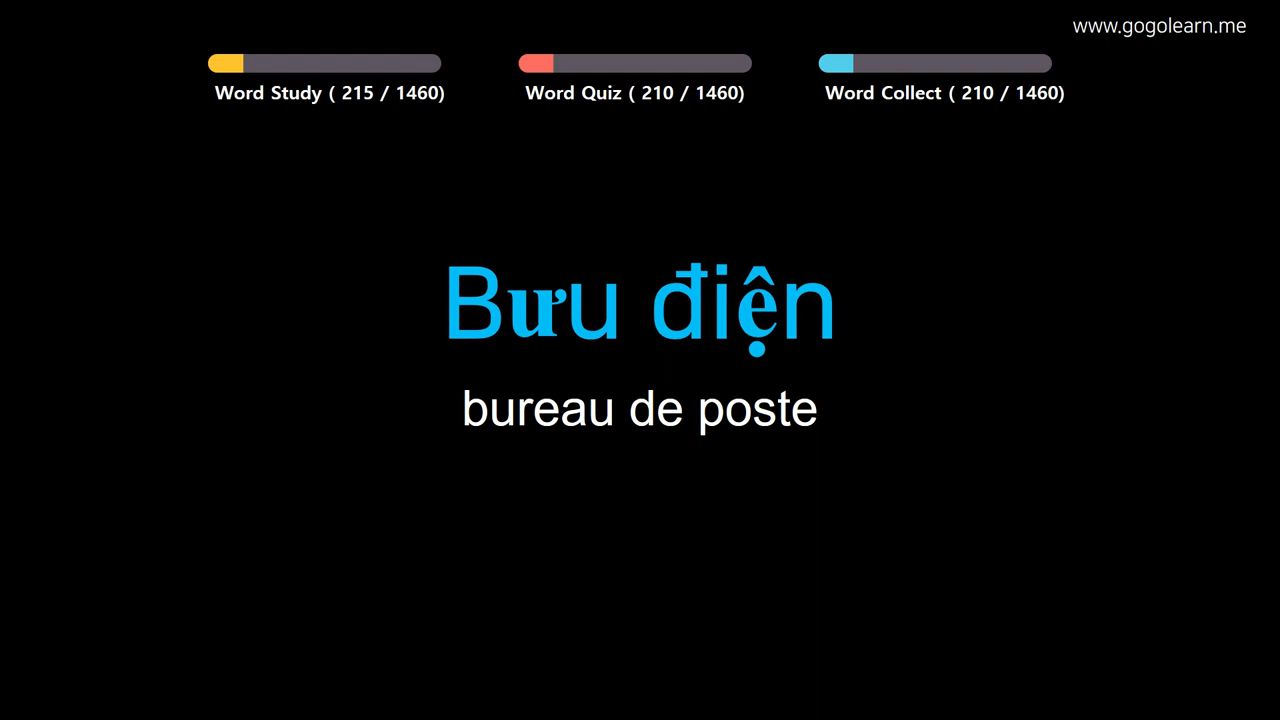 www.gogolearn.me
Word Study ( 215 / 1460)
Word Quiz ( 210 / 1460)
Word Collect ( 210 / 1460)
Bưu điện
bureau de poste